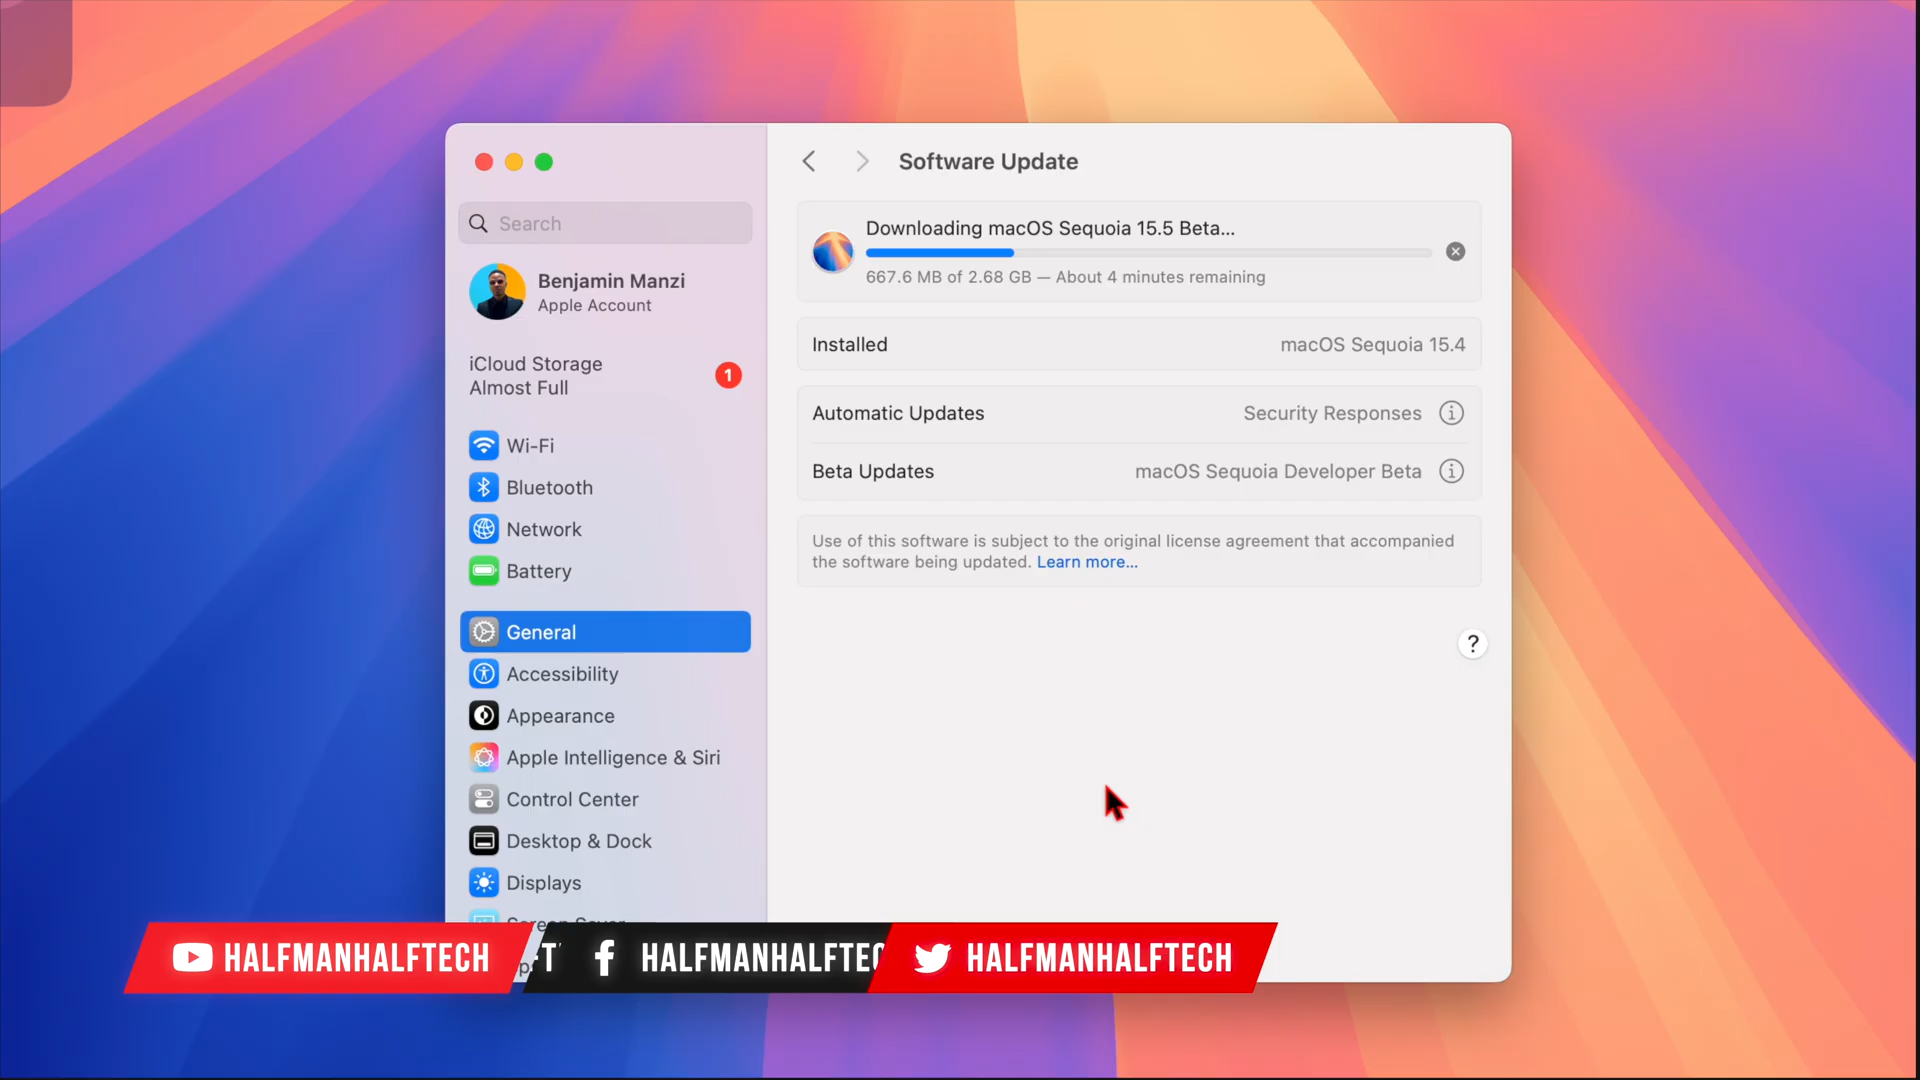 Software Update
Search
Downloading macOS Sequoia 15.5 Beta...
667.6 MB of 2.68 GB — About 4 minutes remaining
Benjamin Manzi
Apple Account
Installed
macOS Sequoia 15.4
iCloud Storage
Almost Full
1
Automatic Updates
Security Responses
Beta Updates
macOS Sequoia Developer Beta
Use of this software is subject to the original license agreement that accompanied
the software being updated. Learn more...
?
Wi-Fi
Bluetooth
Network
Battery
General
Accessibility
Appearance
Apple Intelligence & Siri
Control Center
Desktop & Dock
Displays
Screen Saver
HALFMANHALFTECH
HALFMANHALFTEC
HALFMANHALFTECH